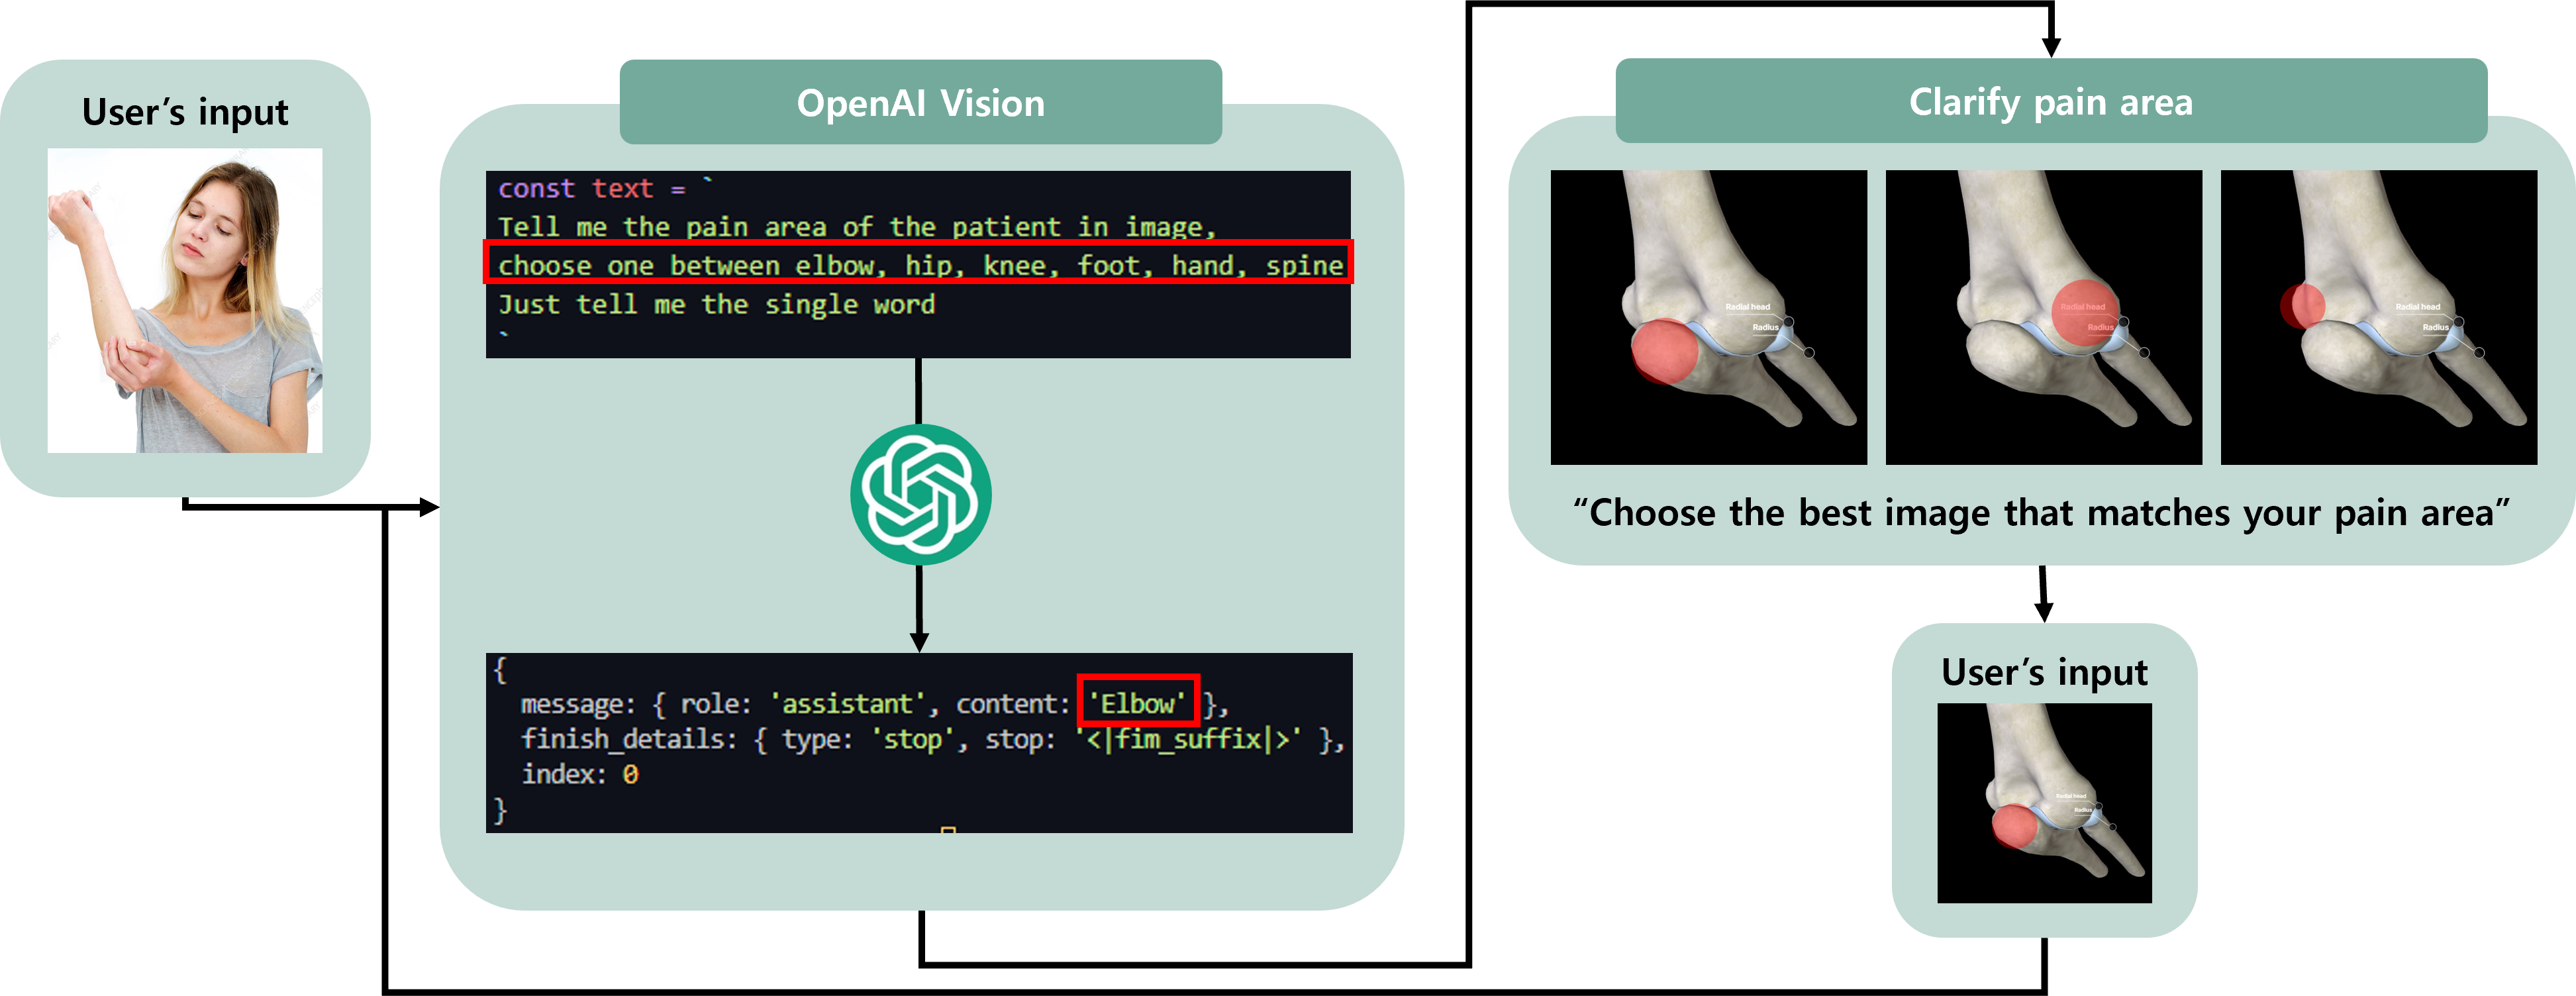 User’s input
OpenAI Vision
const text = `
Tell me the pain area of the patient in image,
choose one between elbow, hip, knee, foot, hand, spine
Just tell me the single word
`
{
message: { role: 'assistant', content: 'Elbow' },
finish_details: { type: 'stop', stop: '<|fim_suffix|>' },
index: 0
}
Clarify pain area
Radial head
Radius
Radial head
Radius
Radial head
Radius
“Choose the best image that matches your pain area”
User’s input
Radial head
Radius